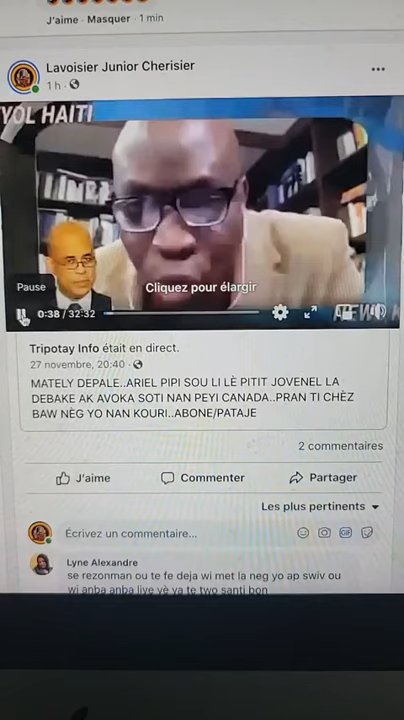 J'aime · Masquer · 1 min
Lavoisier Junior Cherisier
1 h ·
YOL HAITI
Pause
Cliquez pour élargir
0:38 / 32:32
Tripotay Info était en direct.
27 novembre, 20:40 ·
MATELY DEPALE..ARIEL PIPI SOU LI LÈ PITIT JOVENEL LA
DEBAKE AK AVOKA SOTI NAN PEYI CANADA..PRAN TI CHÈZ
BAW NÈG YO NAN KOURI..ABONE/PATAJE
2 commentaires
J'aime
Commenter
Partager
Les plus pertinents
Écrivez un commentaire...
GIF
Lyne Alexandre
se rezonman ou te fe deja wi met la neg yo ap swiv ou
wi anba anba live yè ya te two santi bon